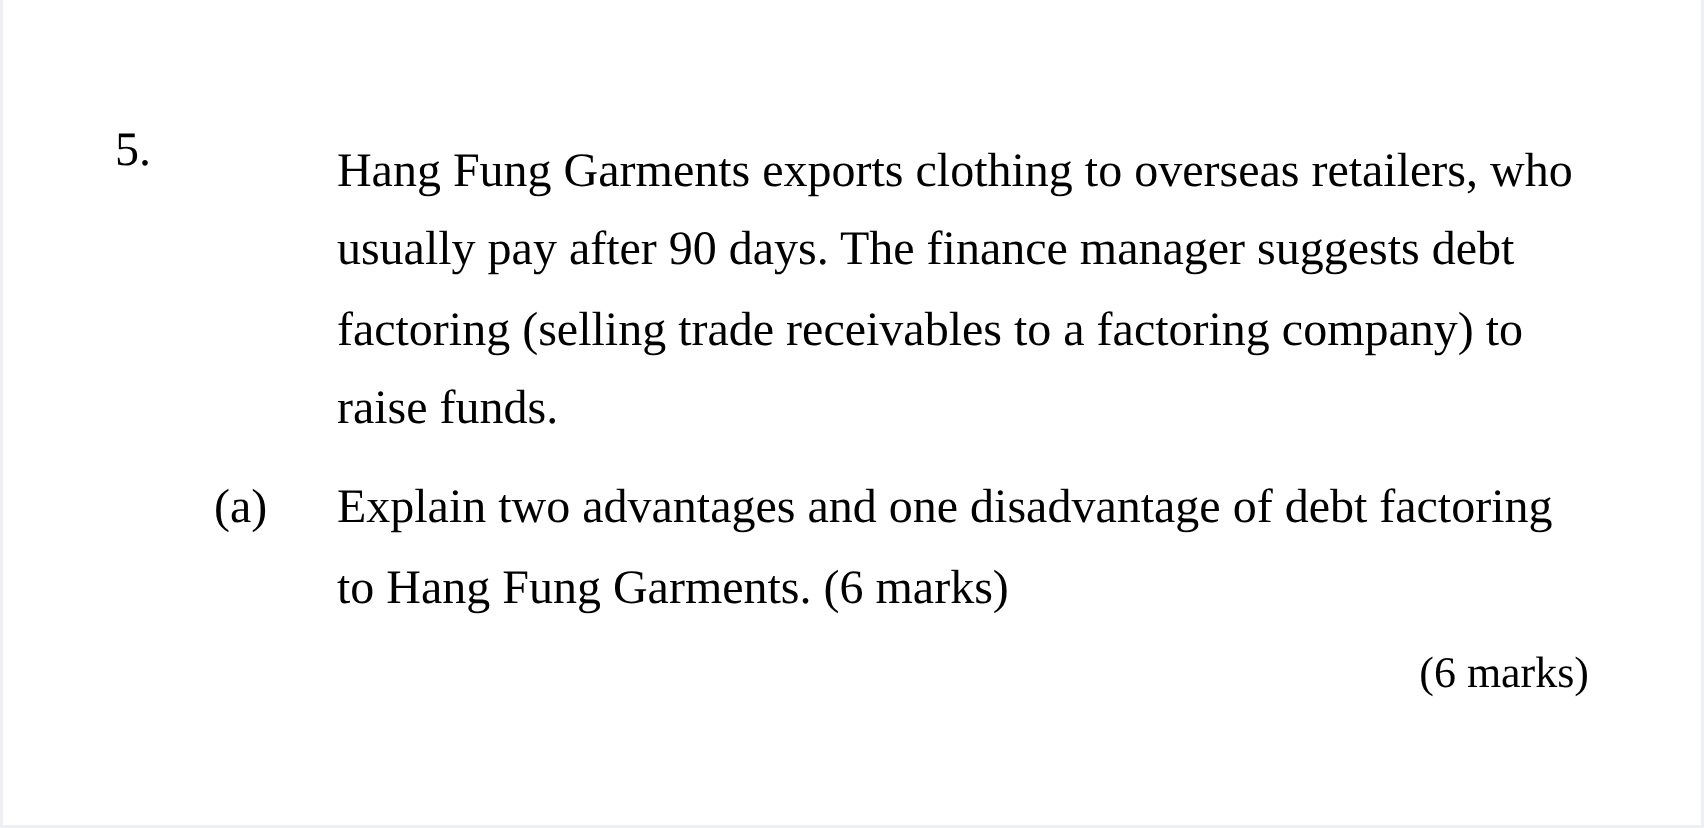 5.
Hang Fung Garments exports clothing to overseas retailers, who
usually pay after 90 days. The finance manager suggests debt
factoring (selling trade receivables to a factoring company) to
raise funds.
(a) Explain two advantages and one disadvantage of debt factoring
to Hang Fung Garments. (6 marks)
(6 marks)